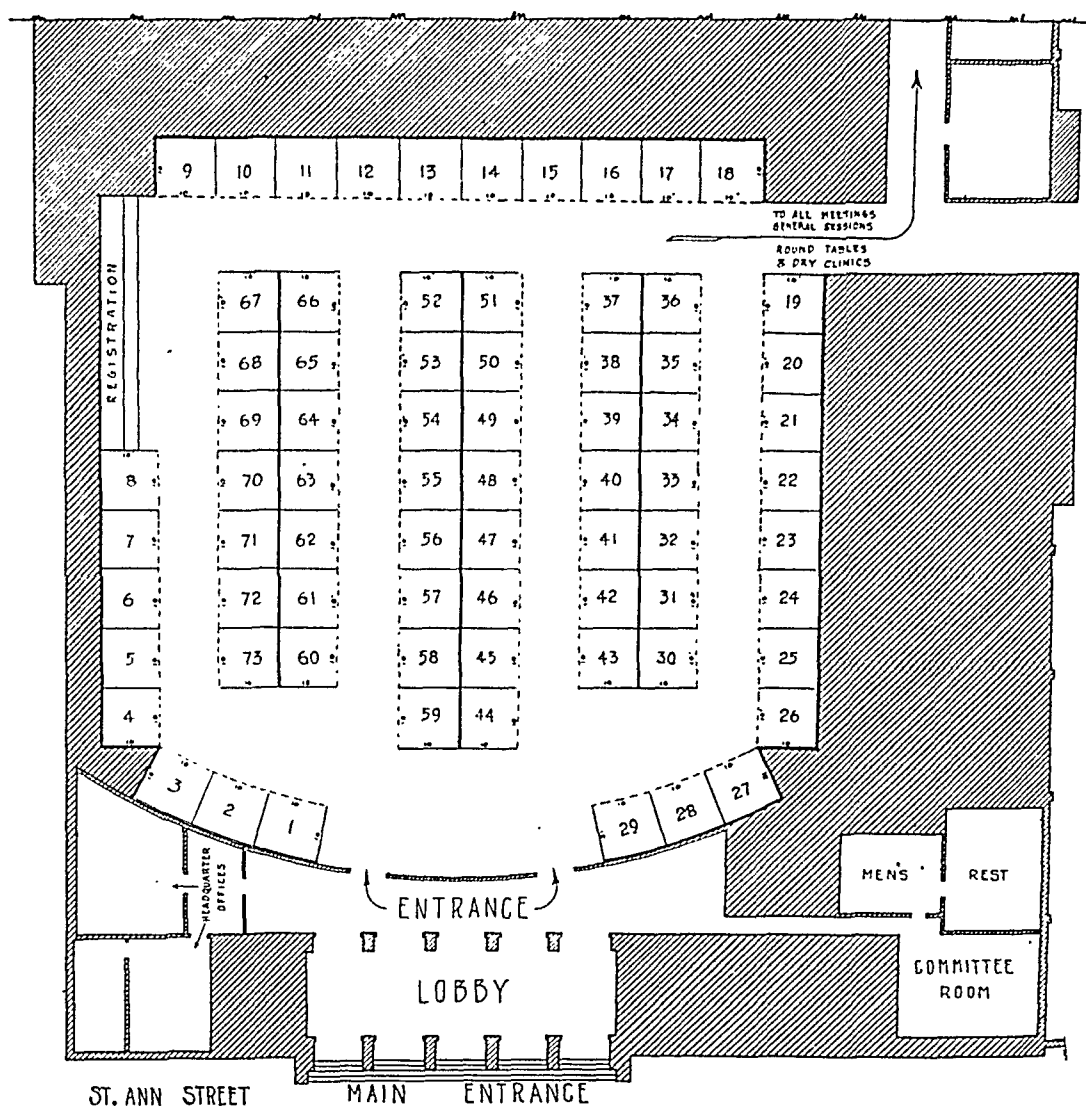 9 10 11 12 13 14 15 16 17 18
TO ALL MEETINGS
GENERAL SESSIONS
ROUND TABLES
& DRY CLINICS
REGISTRATION
67 66 52 51 37 36 19
68 65 53 50 38 35 20
69 64 54 49 39 34 21
8 70 63 55 48 40 33 22
7 71 62 56 47 41 32 23
6 72 61 57 46 42 31 24
5 73 60 58 45 43 30 25
4 59 44 26
3 2 1 29 28 27
HEADQUARTER
OFFICES
ENTRANCE
MENS
REST
LOBBY
COMMITTEE
ROOM
ST. ANN STREET
MAIN ENTRANCE